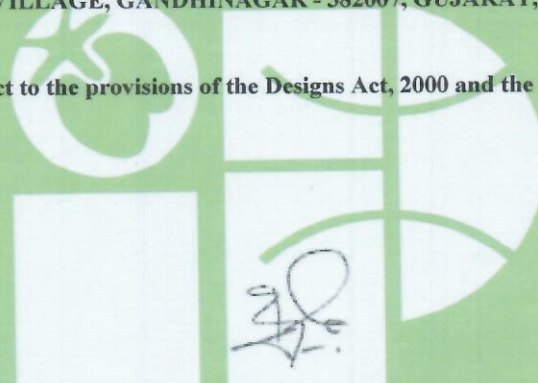 VILLAGE, GANDHINAGAR - 382007, GUJARAT,
ct to the provisions of the Designs Act, 2000 and the